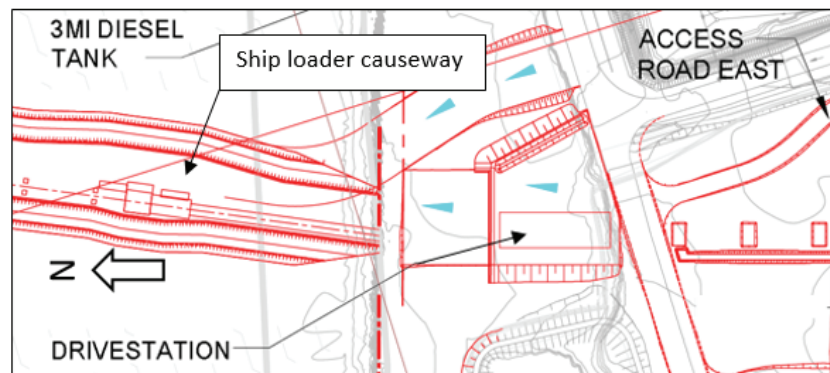 3MI DIESEL
TANK
Ship loader causeway
ACCESS
ROAD EAST
N
DRIVESTATION